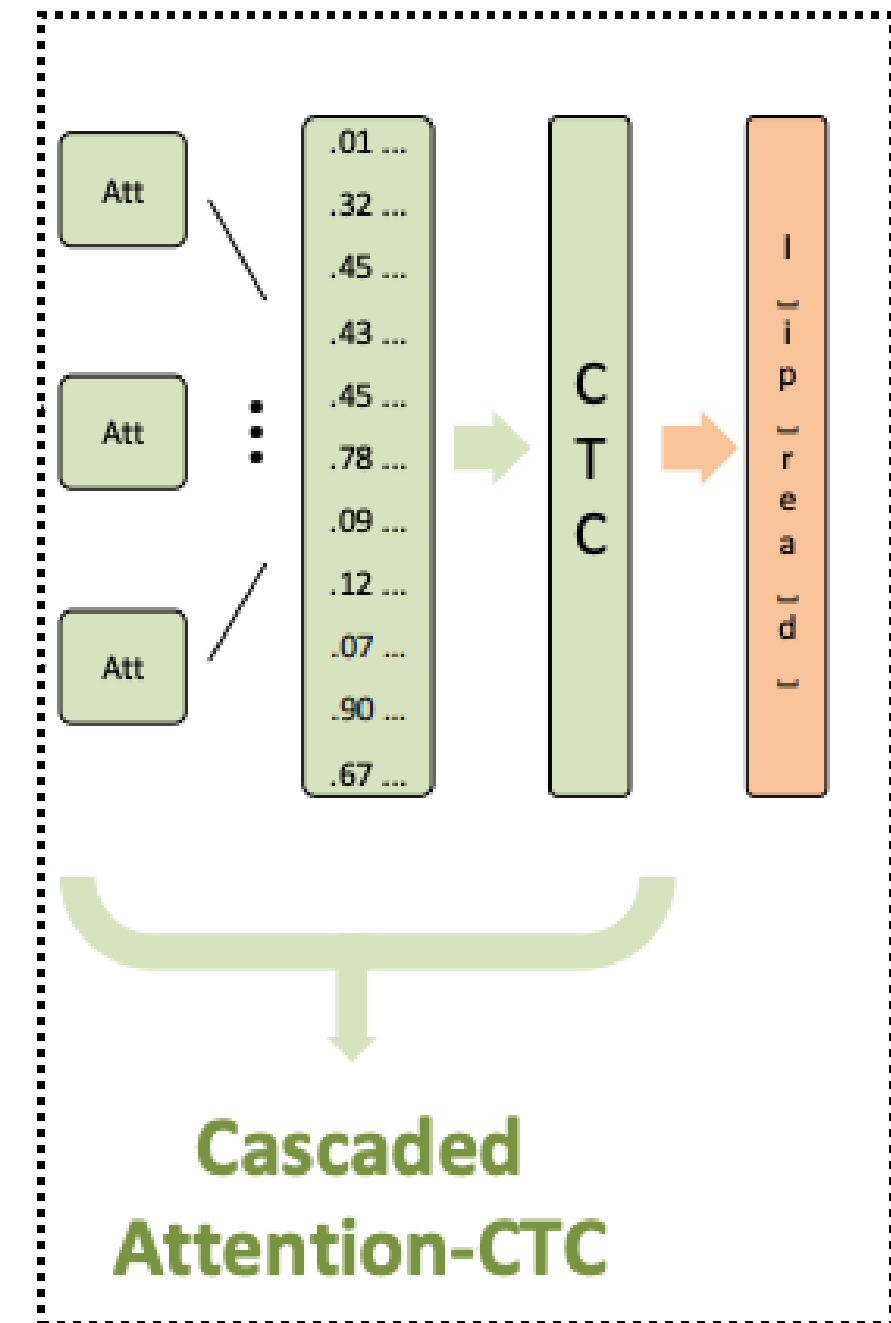 Att
Att
Att
.01 ...
.32 ...
.45 ...
.43 ...
.45 ...
.78 ...
.09 ...
.12 ...
.07 ...
.90 ...
.67 ...
C
T
C
l
_
i
p
_
r
e
a
_
d
_
Cascaded
Attention-CTC